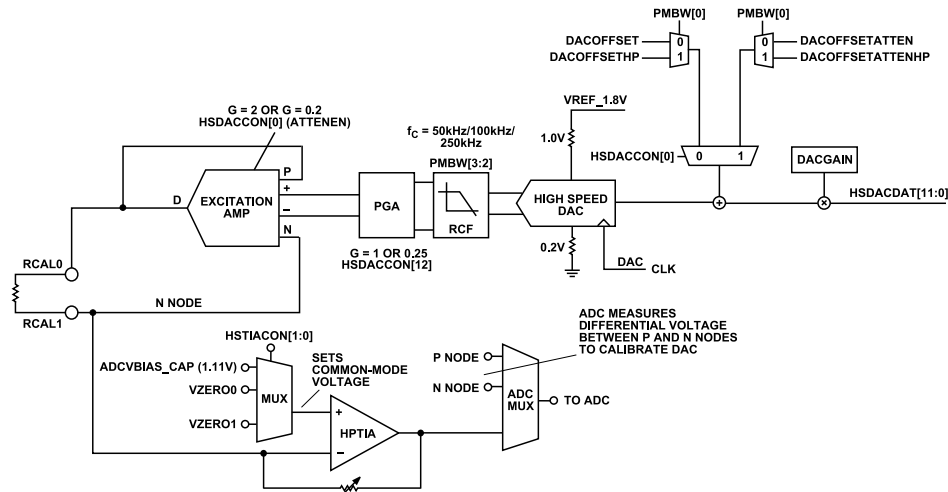 PMBW[0]
PMBW[0]
DACOFFSET
0
DACOFFSETHP
1
0
DACOFFSETATTEN
1
DACOFFSETATTENHP
G = 2 OR G = 0.2
HSDACCON[0] (ATTENEN)
fC = 50kHz/100kHz/
250kHz
PMBW[3:2]
VREF_1.8V
1.0V
HSDACCON[0]
0
1
DACGAIN
P
+
D
EXCITATION
AMP
–
N
PGA
RCF
HIGH SPEED
DAC
+
×
HSDACDAT[11:0]
G = 1 OR 0.25
HSDACCON[12]
0.2V
DAC
CLK
RCAL0
RCAL1
N NODE
HSTIACON[1:0]
ADCVBIAS_CAP (1.11V)
VZERO0
VZERO1
MUX
SETS
COMMON-MODE
VOLTAGE
+
HPTIA
–
P NODE
N NODE
ADC
MUX
TO ADC
ADC MEASURES
DIFFERENTIAL VOLTAGE
BETWEEN P AND N NODES
TO CALIBRATE DAC